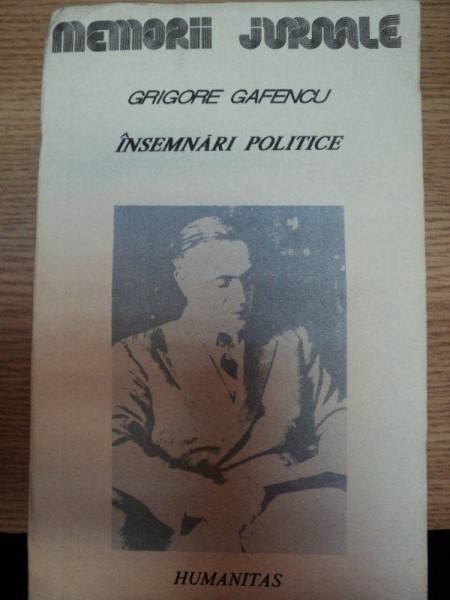 MEMORII JURNALE
GRIGORE GAFENCU
ÎNSEMNĂRI POLITICE
HUMANITAS